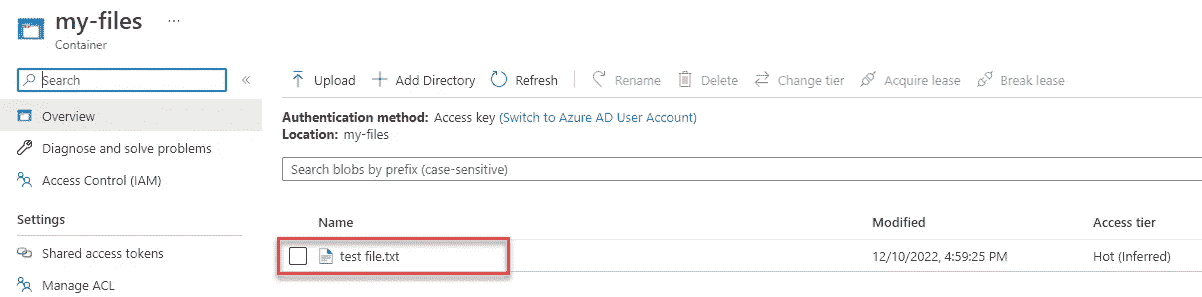 my-files ...
Container
Search «
Overview
Diagnose and solve problems
Access Control (IAM)
Settings
Shared access tokens
Manage ACL
Upload Add Directory Refresh Rename Delete Change tier Acquire lease Break lease
Authentication method: Access key (Switch to Azure AD User Account)
Location: my-files
Search blobs by prefix (case-sensitive)
Name Modified Access tier
test file.txt 12/10/2022, 4:59:25 PM Hot (Inferred)